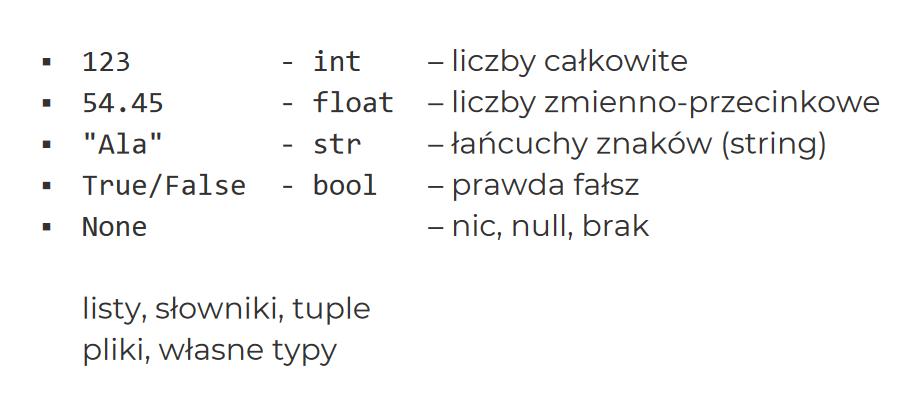 ▪ 123 - int – liczby całkowite
▪ 54.45 - float – liczby zmienno-przecinkowe
▪ "Ala" - str – łańcuchy znaków (string)
▪ True/False - bool – prawda fałsz
▪ None – nic, null, brak
listy, słowniki, tuple
pliki, własne typy